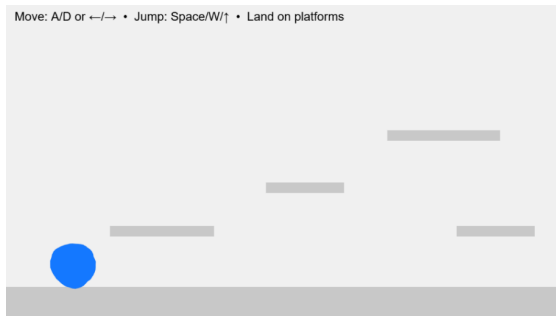 Move: A/D or ←/→ • Jump: Space/W/↑ • Land on platforms